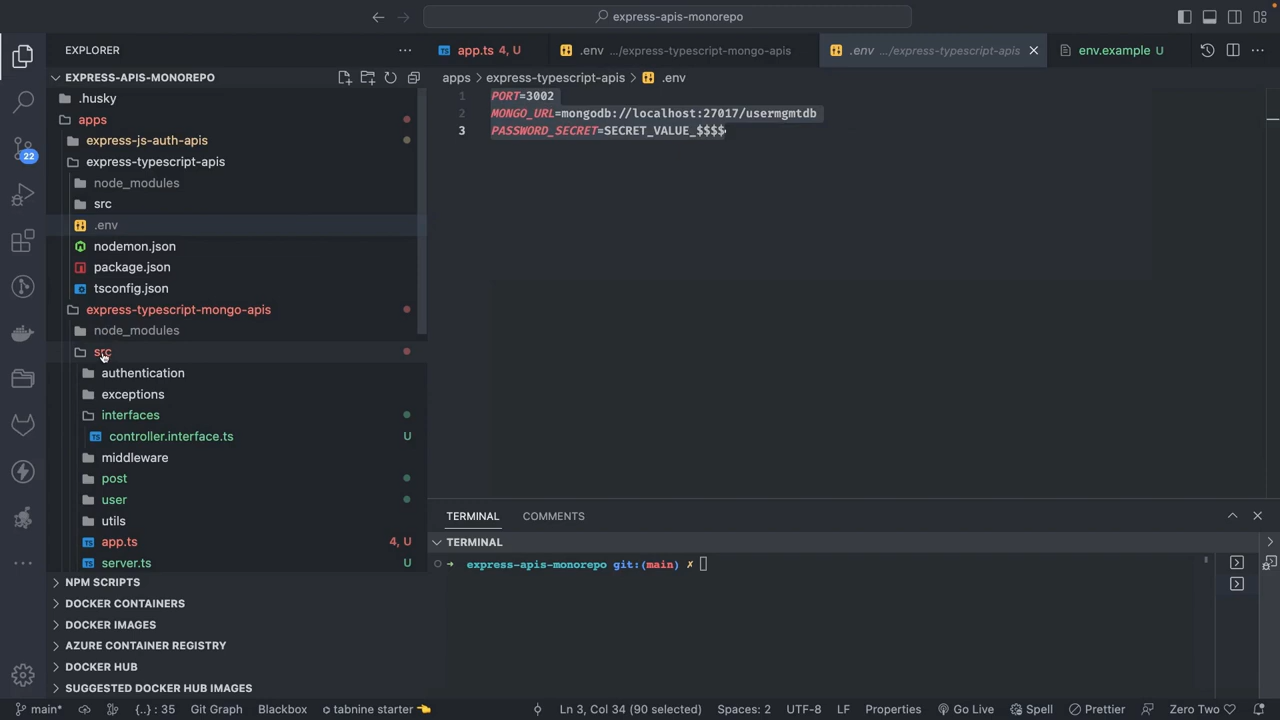 express-apis-monorepo
EXPLORER
app.ts 4, U
.env .../express-typescript-mongo-apis
.env .../express-typescript-apis
env.example U
EXPRESS-APIS-MONOREPO
apps > express-typescript-apis > .env
.husky
apps
express-js-auth-apis
express-typescript-apis
node_modules
src
.env
nodemon.json
package.json
tsconfig.json
express-typescript-mongo-apis
node_modules
src
authentication
exceptions
interfaces
controller.interface.ts U
middleware
post
user
utils
app.ts 4, U
server.ts U
NPM SCRIPTS
DOCKER CONTAINERS
DOCKER IMAGES
AZURE CONTAINER REGISTRY
DOCKER HUB
SUGGESTED DOCKER HUB IMAGES
22
1 PORT=3002
2 MONGO_URL=mongodb://localhost:27017/usermgmtdb
3 PASSWORD_SECRET=SECRET_VALUE_$$$$
TERMINAL COMMENTS
TERMINAL
→ express-apis-monorepo git:(main) ✗
main* {..} : 35 Git Graph Blackbox tabnine starter 👈 Ln 3, Col 34 (90 selected) Spaces: 2 UTF-8 LF Properties Go Live Spell Prettier Zero Two ♡